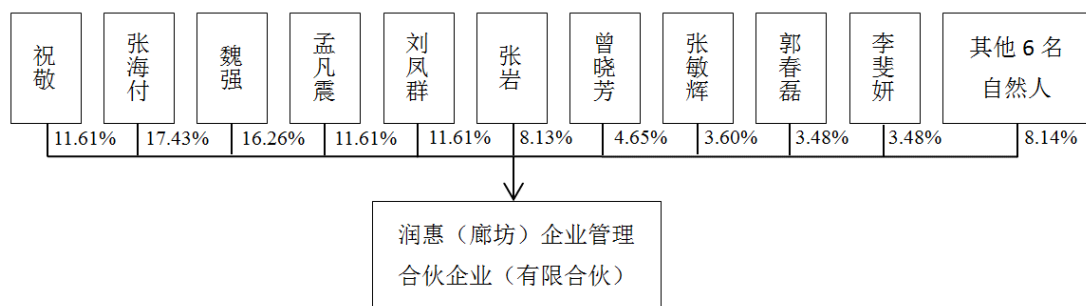 祝敬
张海付
魏强
孟凡震
刘凤群
张岩
曾晓芳
张敏辉
郭春磊
李斐妍
其他 6 名
自然人
11.61%
17.43%
16.26%
11.61%
11.61%
8.13%
4.65%
3.60%
3.48%
3.48%
8.14%
润惠（廊坊）企业管理
合伙企业（有限合伙）